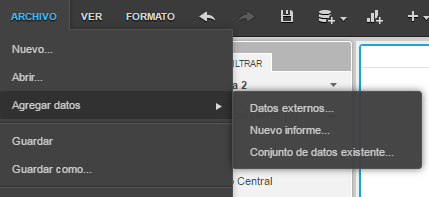 ARCHIVO VER FORMATO
Nuevo...
ILTRAR
Abrir...
a 2
Agregar datos
Datos externos...
Nuevo informe...
Guardar
Conjunto de datos existente...
Guardar como...
Central